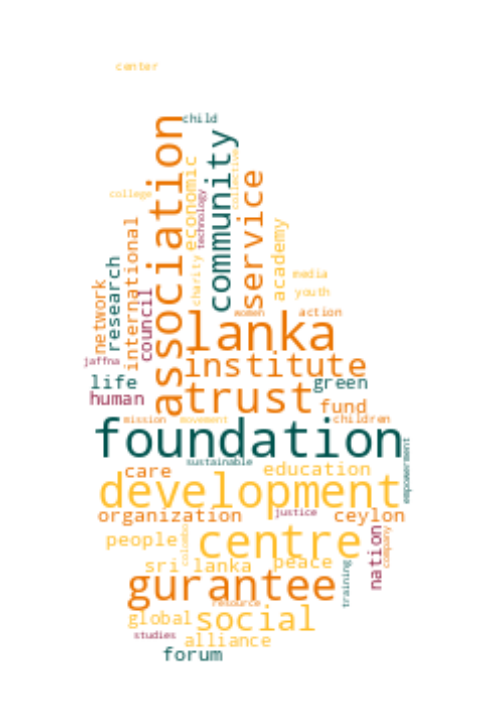 center
child
association
community
collective
economic
technology
service
college
academy
international
charity
research
network
council
media
youth
women
action
lanka
jaffna
institute
life
green
human
trust
fund
mission
movement
children
foundation
sustainable
empowerment
care
education
development
organization
justice
ceylon
people
colombo
centre
nation
company
sri lanka
peace
training
gurantee
resource
global
social
studies
alliance
forum